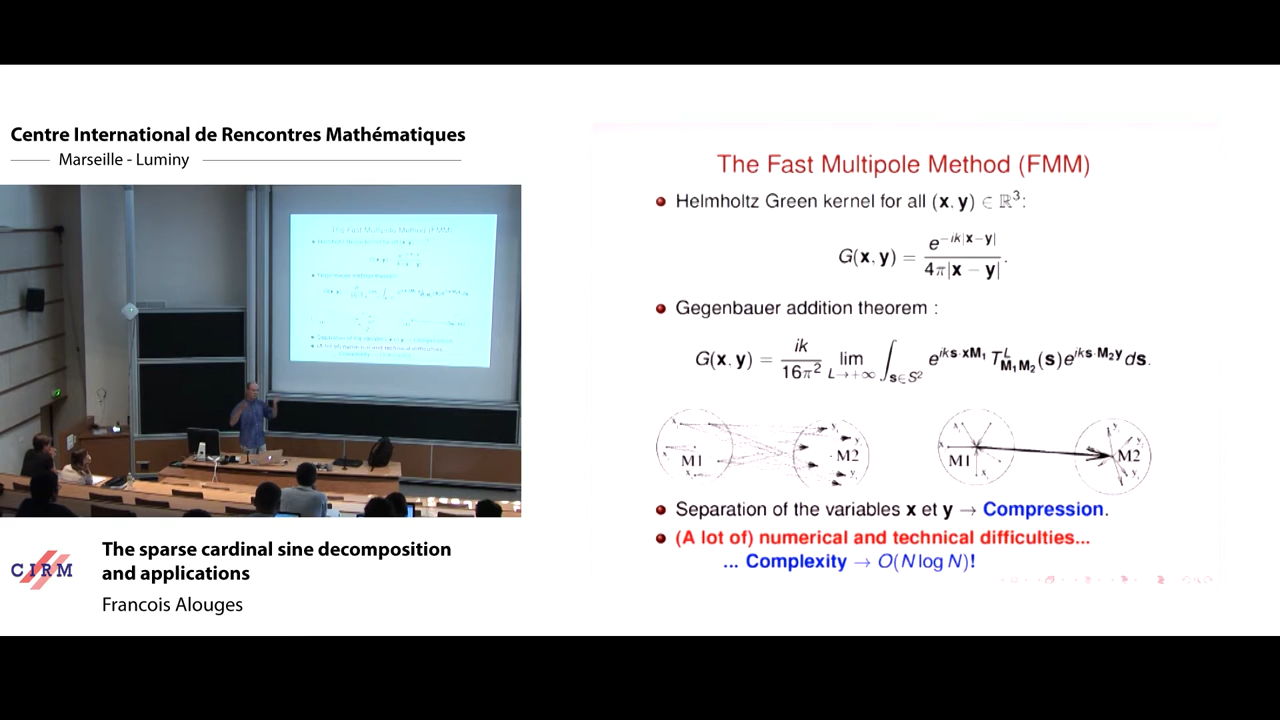 Centre International de Rencontres Mathématiques
Marseille - Luminy
The Fast Multipole Method (FMM)
Helmholtz Green kernel for all (x, y) ∈ ℝ³:
G(x, y) = e^{−ik|x−y|} / 4π|x − y| .
Gegenbauer addition theorem :
G(x, y) = ik / 16π² lim_{L→+∞} ∫_{s∈S²} e^{iks·xM₁} T^L_{M₁M₂}(s) e^{iks·M₂y} ds.
M1 M2 M1 M2
Separation of the variables x et y → Compression.
(A lot of) numerical and technical difficulties...
... Complexity → O(N log N)!
CIRM
The sparse cardinal sine decomposition
and applications
Francois Alouges